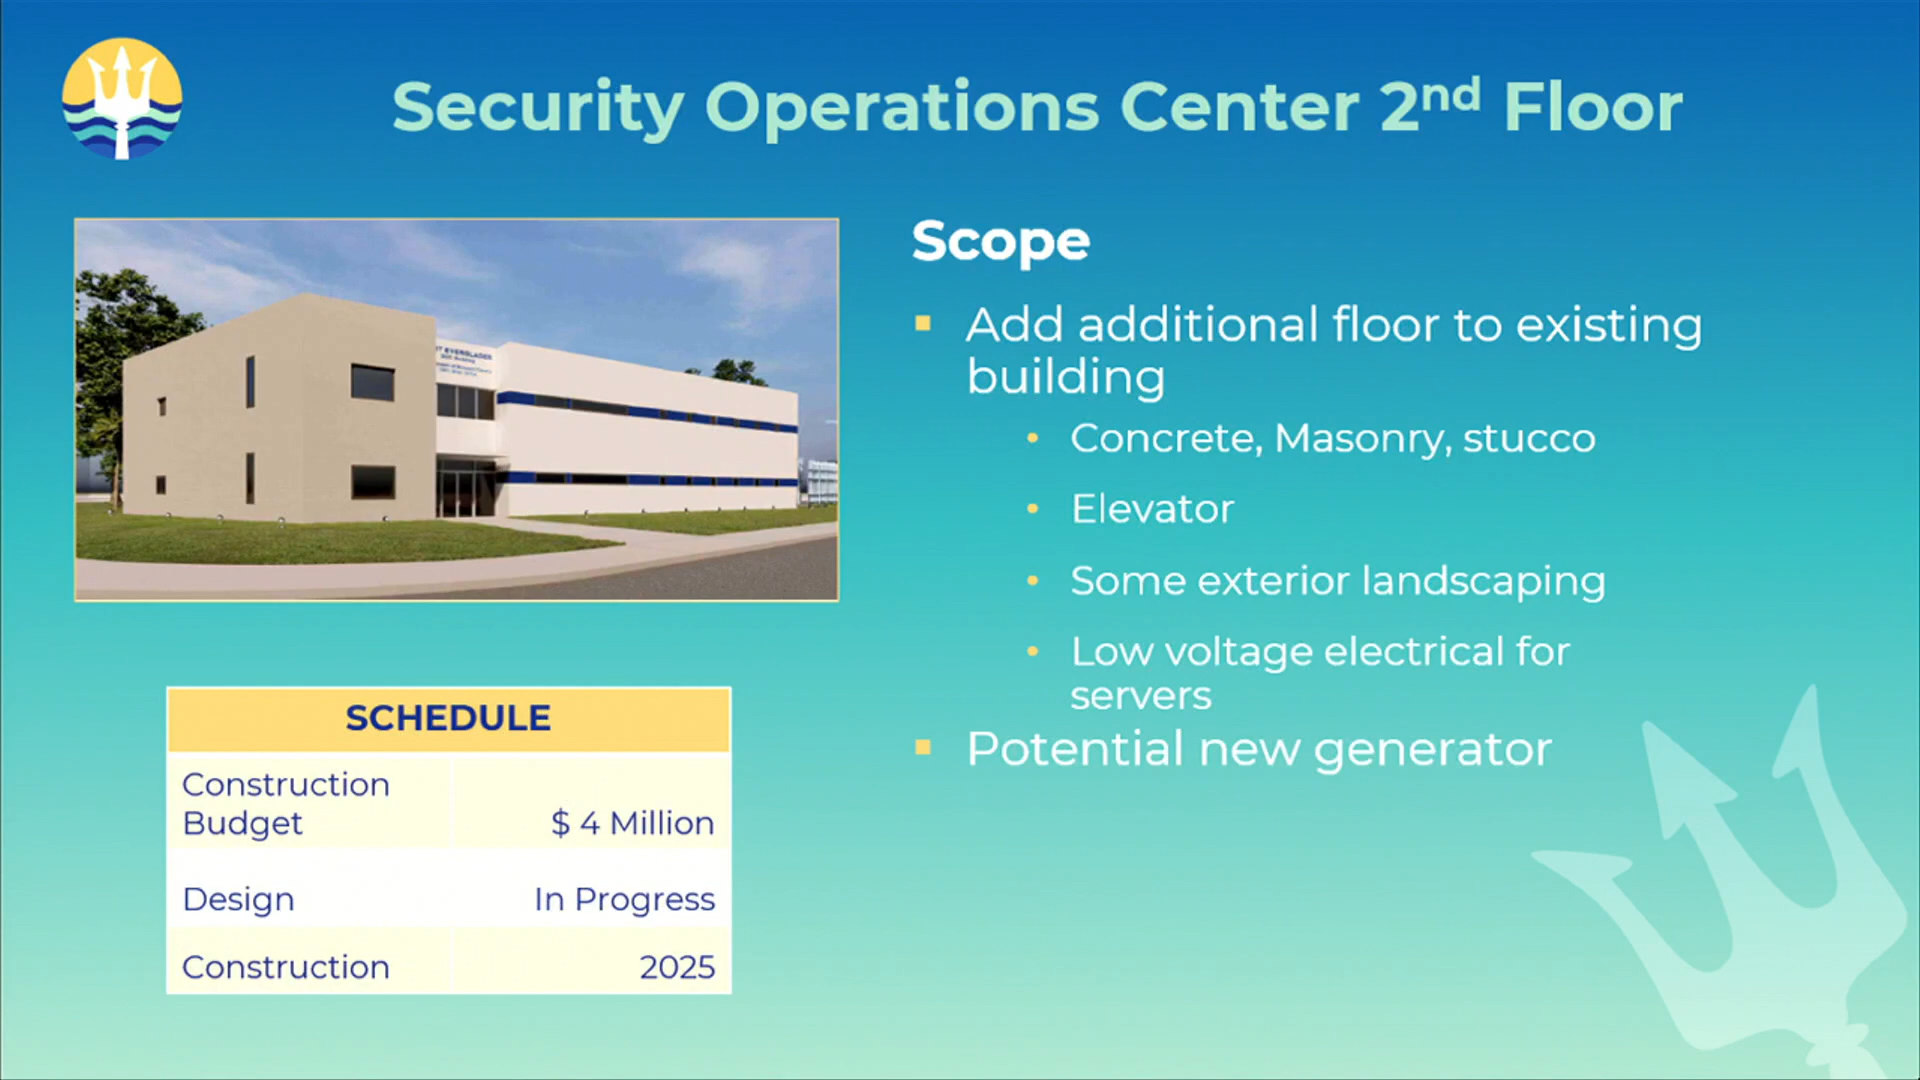 Security Operations Center 2nd Floor
EVERGLADES
Scope
Add additional floor to existing
building
Concrete, Masonry, stucco
Elevator
Some exterior landscaping
Low voltage electrical for
servers
Potential new generator
SCHEDULE
Construction
Budget $ 4 Million
Design In Progress
Construction 2025